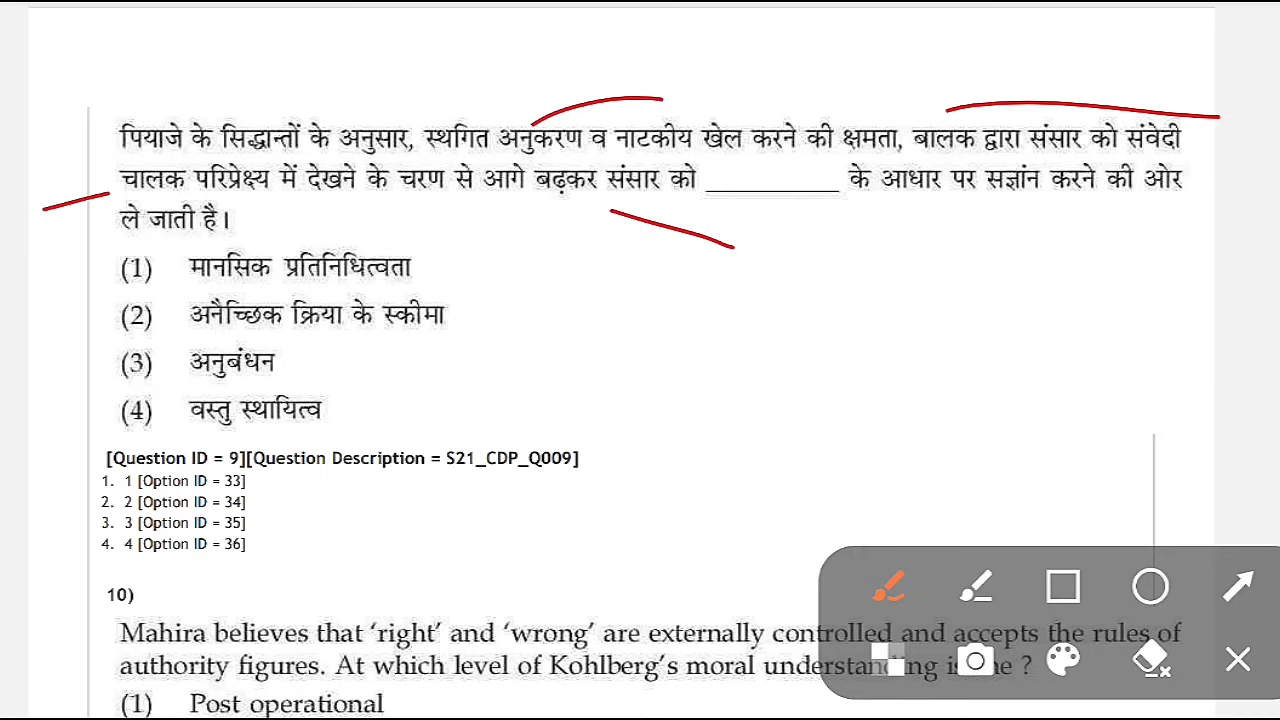 पियाजे के सिद्धान्तों के अनुसार, स्थगित अनुकरण व नाटकीय खेल करने की क्षमता, बालक द्वारा संसार को संवेदी
चालक परिप्रेक्ष्य में देखने के चरण से आगे बढ़कर संसार को __________ के आधार पर सज्ञांन करने की ओर
ले जाती है।
(1) मानसिक प्रतिनिधित्वता
(2) अनैच्छिक क्रिया के स्कीमा
(3) अनुबंधन
(4) वस्तु स्थायित्व
[Question ID = 9][Question Description = S21_CDP_Q009]
1. 1 [Option ID = 33]
2. 2 [Option ID = 34]
3. 3 [Option ID = 35]
4. 4 [Option ID = 36]
10)
Mahira believes that ‘right’ and ‘wrong’ are externally controlled and accepts the rules of
authority figures. At which level of Kohlberg’s moral understanding is she ?
(1) Post operational